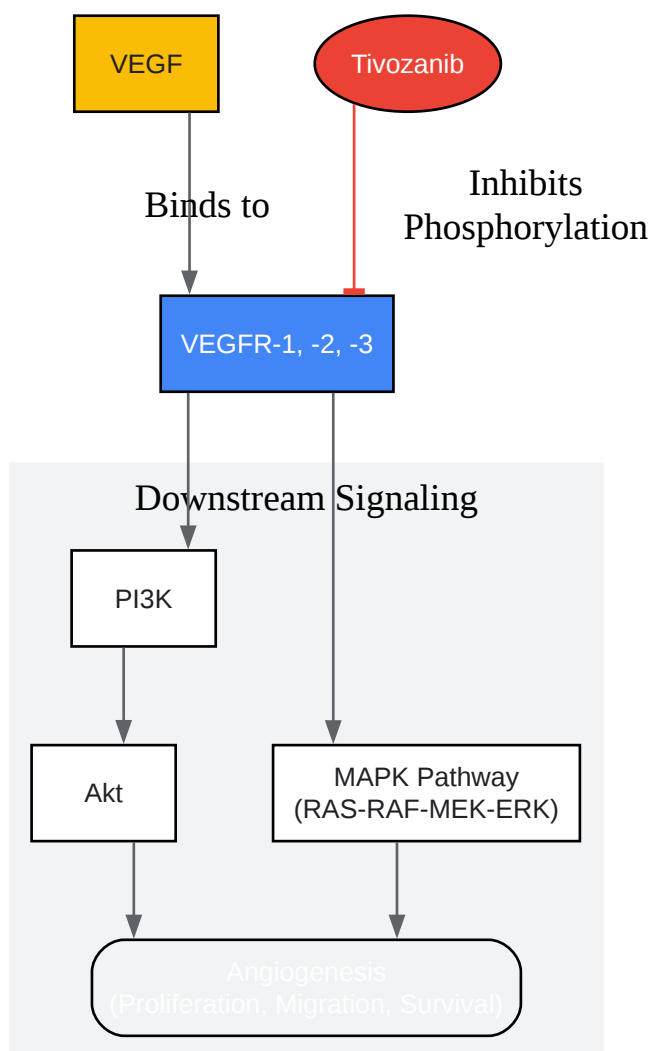 VEGF
Tivozanib
Binds to
Inhibits
Phosphorylation
VEGFR-1, -2, -3
Downstream Signaling
PI3K
Akt
MAPK Pathway
(RAS-RAF-MEK-ERK)
Angiogenesis
(Proliferation, Migration, Survival)